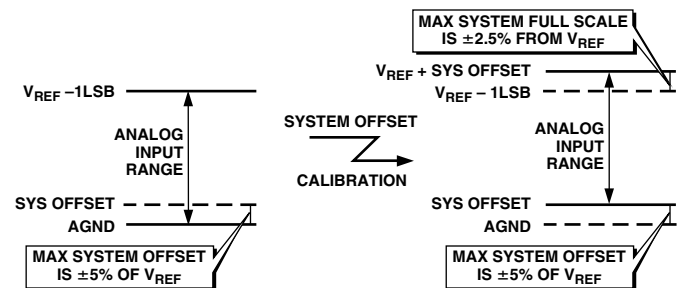 MAX SYSTEM FULL SCALE
IS ±2.5% FROM VREF
VREF + SYS OFFSET
VREF –1LSB
VREF – 1LSB
SYSTEM OFFSET
ANALOG
INPUT
RANGE
ANALOG
INPUT
RANGE
CALIBRATION
SYS OFFSET
SYS OFFSET
AGND
AGND
MAX SYSTEM OFFSET
IS ±5% OF VREF
MAX SYSTEM OFFSET
IS ±5% OF VREF